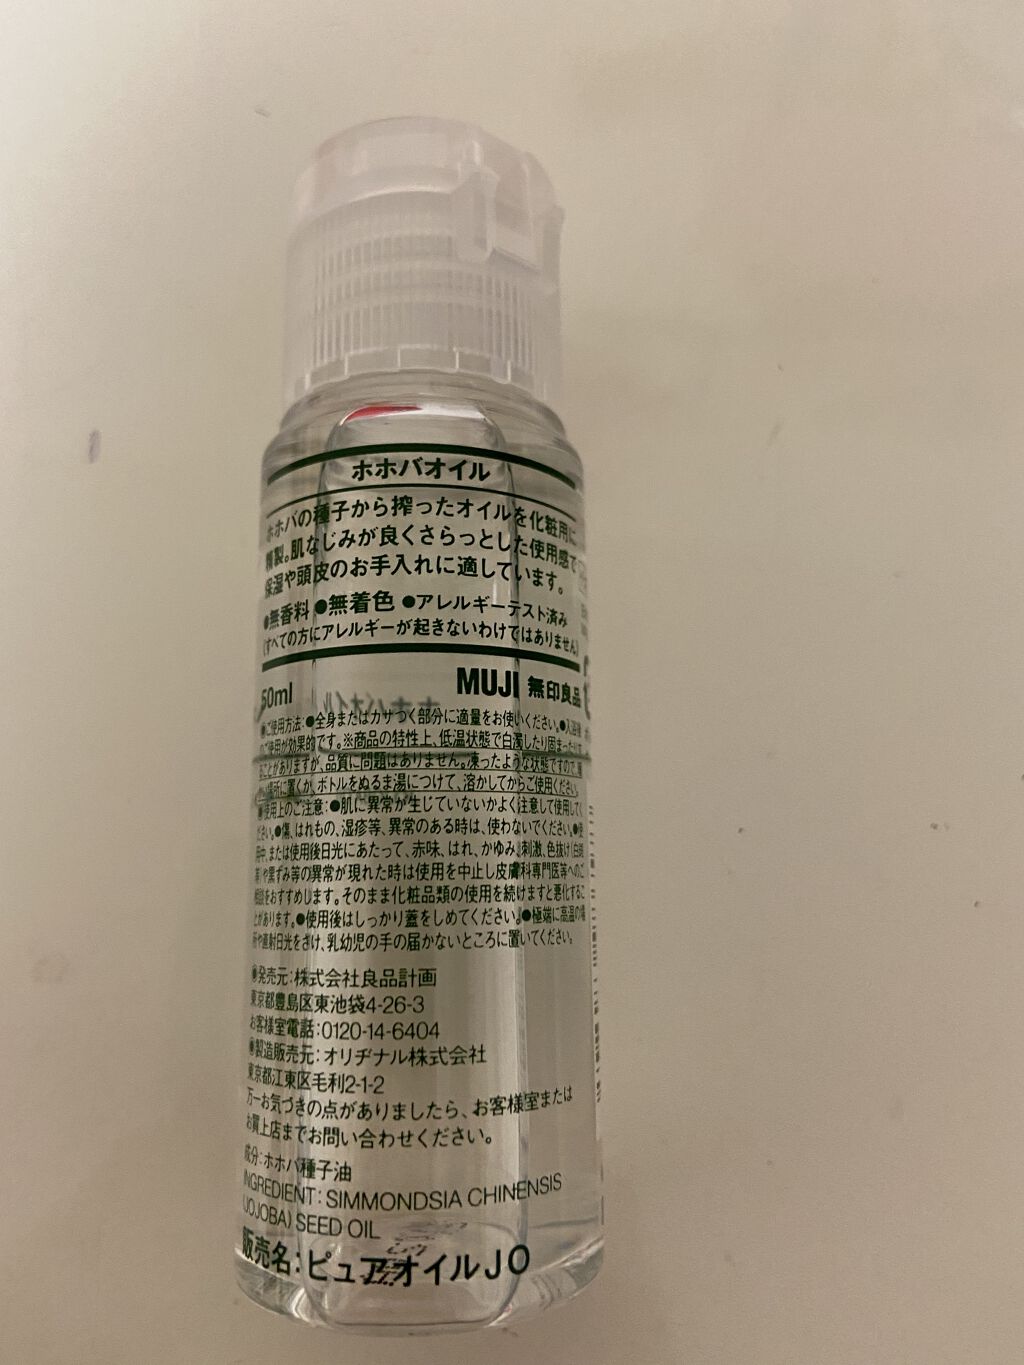 ホホバオイル
ホホバの種子から搾ったオイルを化粧用に
精製。肌なじみが良くさらっとした使用感で
保湿や頭皮のお手入れに適しています。
●無香料 ●無着色 ●アレルギーテスト済み
(すべての方にアレルギーが起きないわけではありません)
50ml MUJI 無印良品
●ご使用方法:●全身またはカサつく部分に適量をお使いください。●入浴後
のご使用が効果的です。※商品の特性上、低温状態で白濁したり固まったりす
ることがありますが、品質に問題はありません。凍ったような状態ですので、
場所に置くか、ボトルをぬるま湯につけて、溶かしてからご使用ください。
●使用上のご注意:●肌に異常が生じていないかよく注意して使用してく
ださい。●傷、はれもの、湿疹等、異常のある時は、使わないでください。●使
用中、または使用後日光にあたって、赤味、はれ、かゆみ、刺激、色抜け(白斑
等)や黒ずみ等の異常が現れた時は使用を中止し皮膚科専門医等へのご
相談をおすすめします。そのまま化粧品類の使用を続けますと悪化するこ
とがあります。●使用後はしっかり蓋をしめてください。●極端に高温の場
所や直射日光をさけ、乳幼児の手の届かないところに置いてください。
●発売元:株式会社良品計画
東京都豊島区東池袋4-26-3
お客様室電話:0120-14-6404
●製造販売元:オリヂナル株式会社
東京都江東区毛利2-1-2
万一お気づきの点がありましたら、お客様室または
お買上店までお問い合わせください。
成分:ホホバ種子油
INGREDIENT: SIMMONDSIA CHINENSIS
(JOJOBA) SEED OIL
販売名:ピュアオイルJO